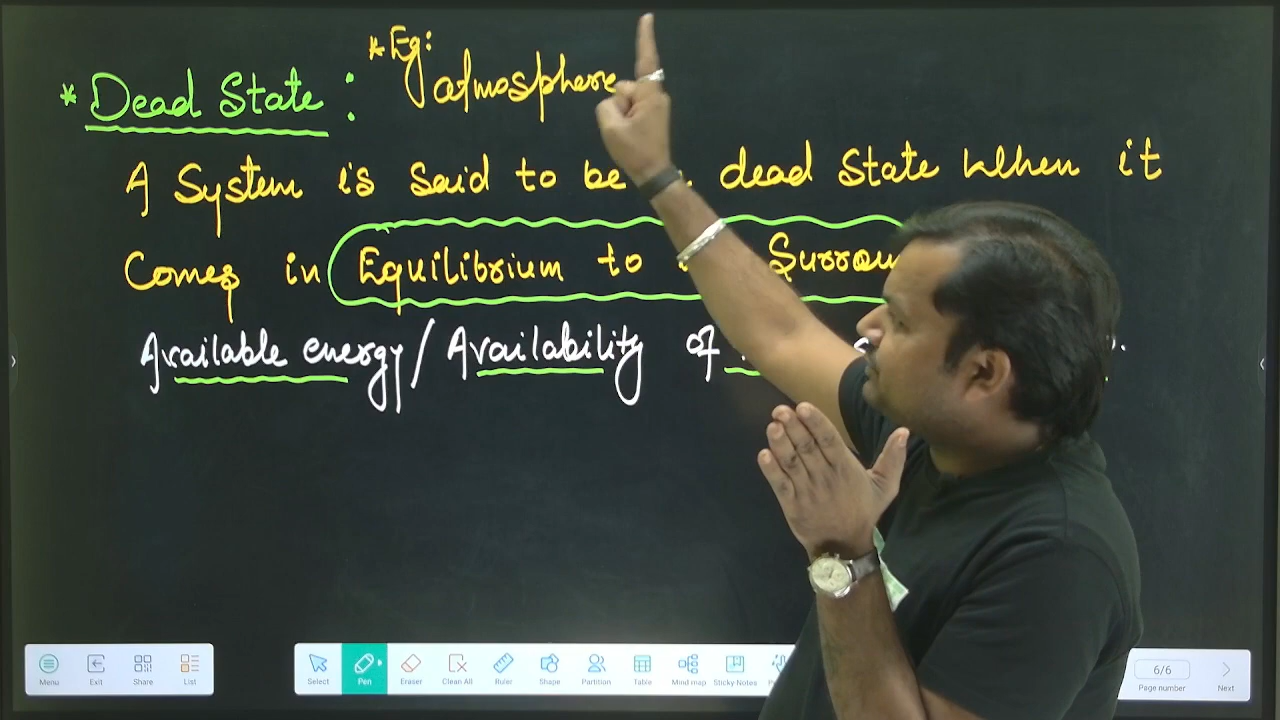 * Eg:
* Dead State : atmosphere
A System is said to be dead state when it
Comes in Equilibrium to
Available energy / Availability of
Menu Exit Share List Select Pen Eraser Clean All Ruler Shape Partition Table Mind map Sticky Notes 6/6 Page number Next